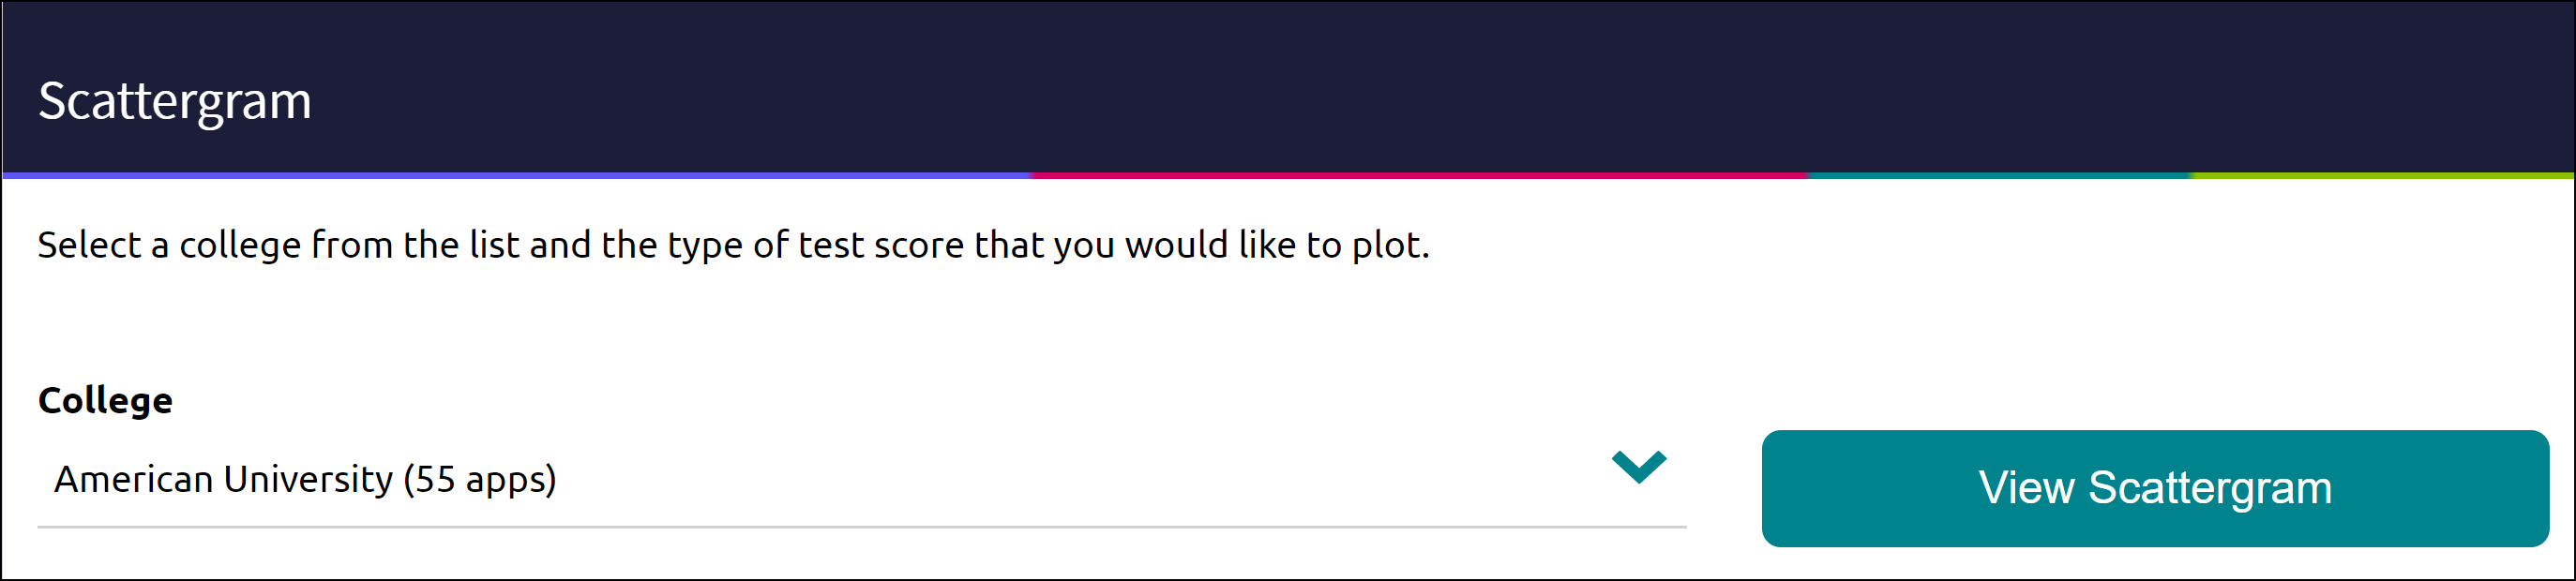 Scattergram
Select a college from the list and the type of test score that you would like to plot.
College
American University (55 apps)
View Scattergram